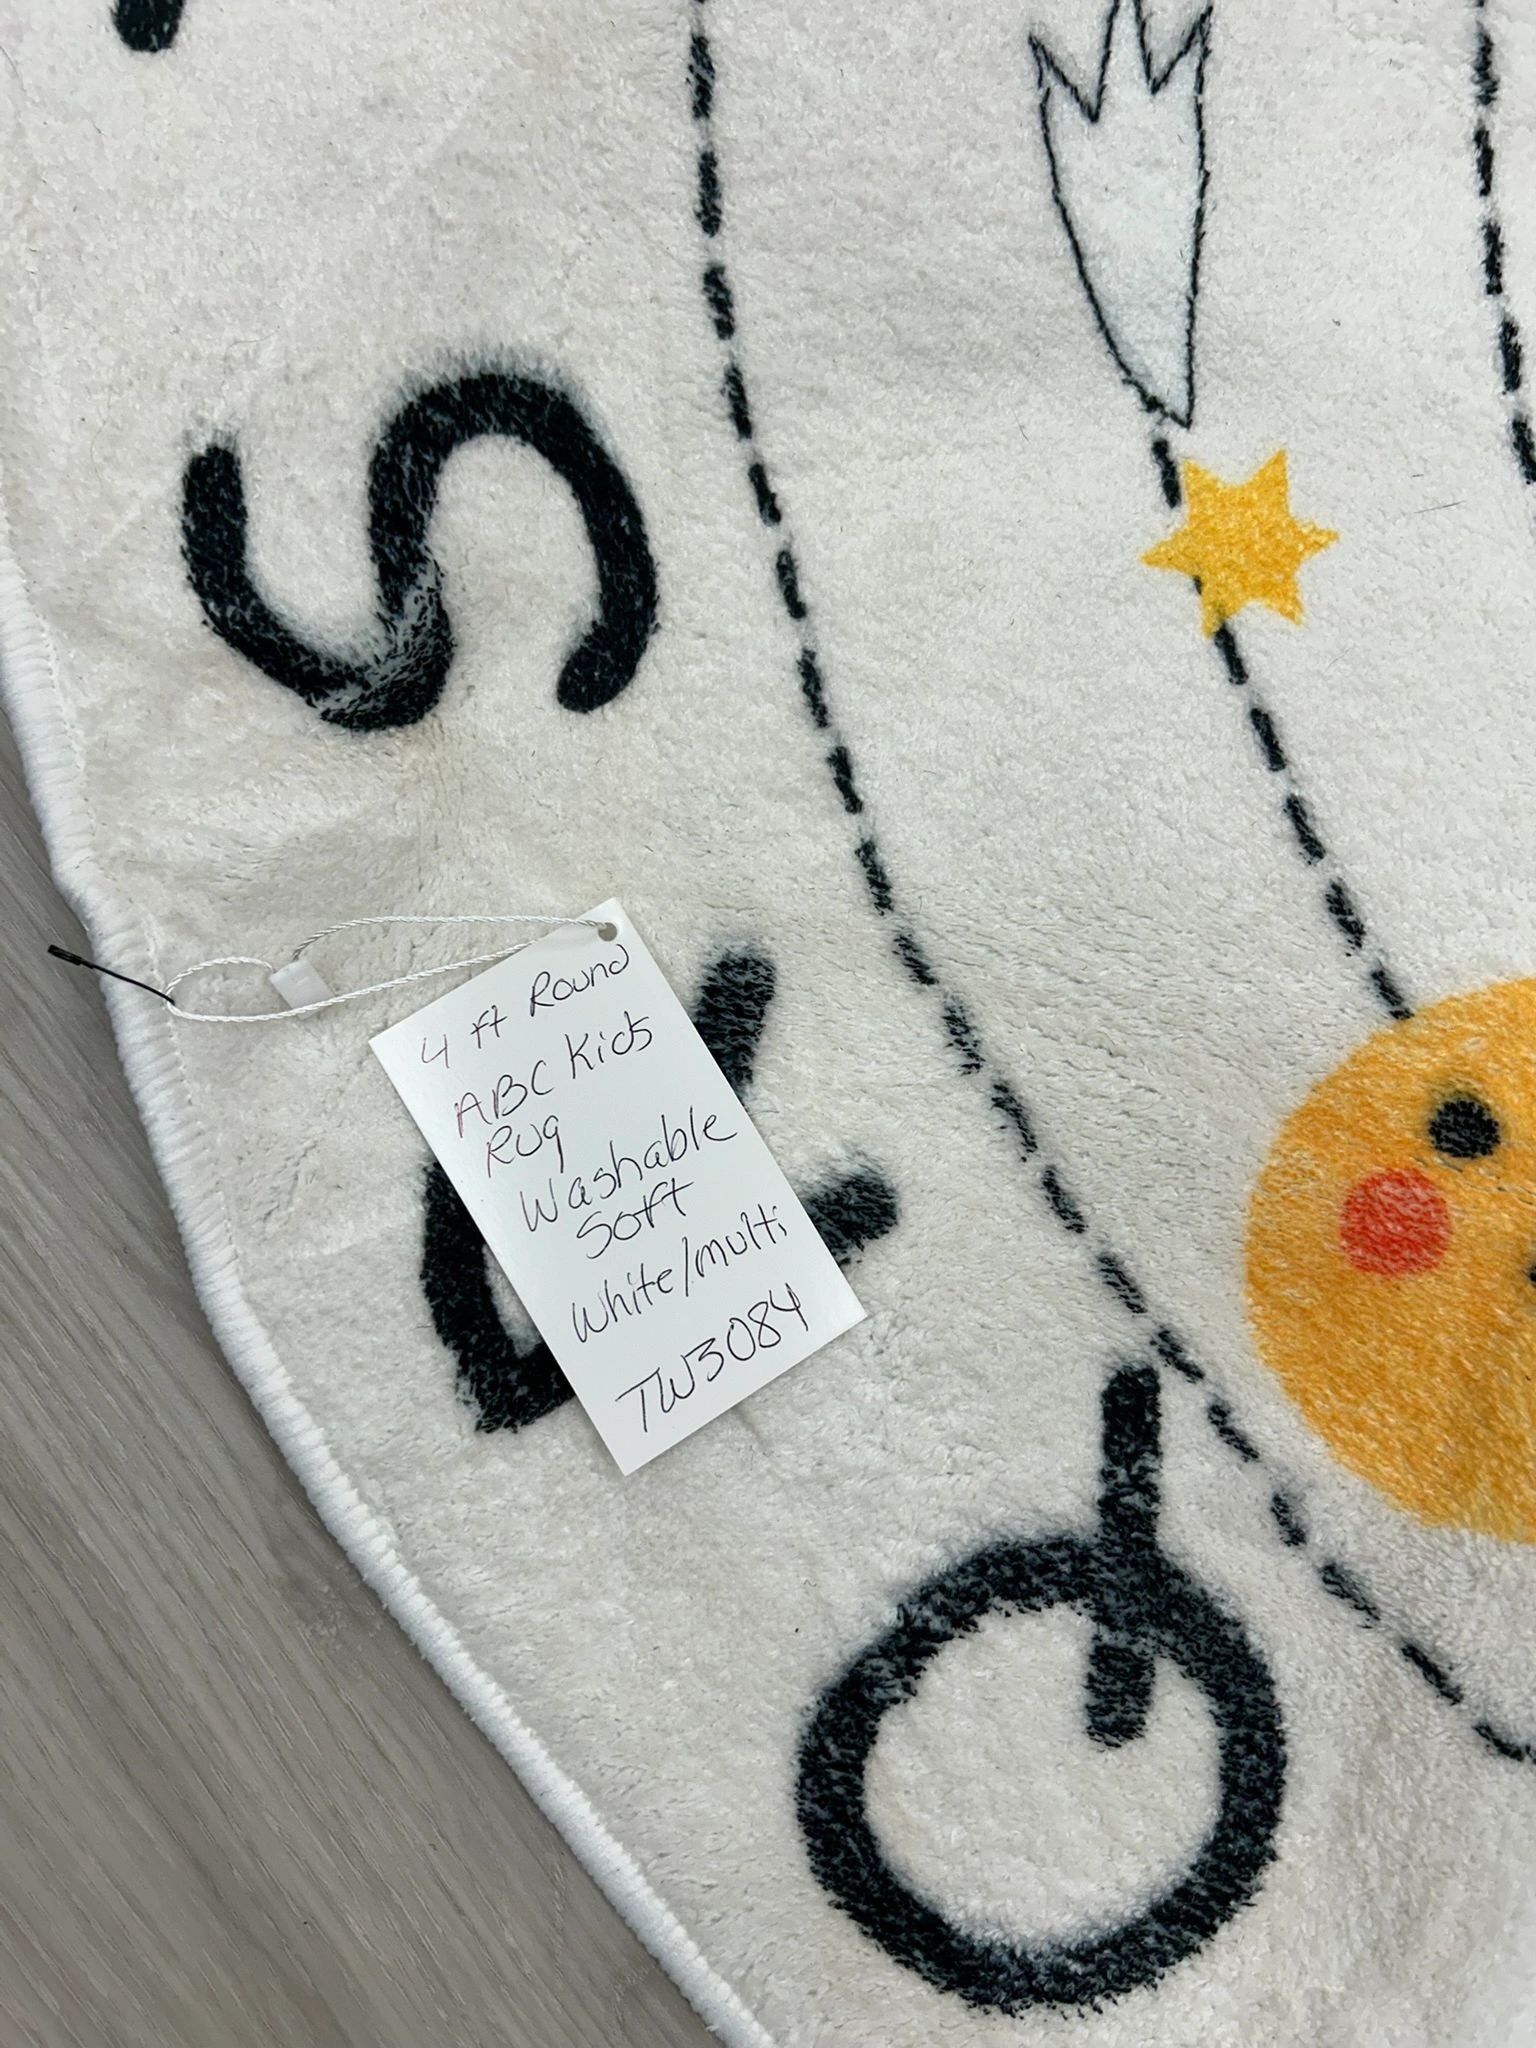 S
R
Q
4 ft Round
ABC Kids
Rug
Washable
Soft
White/multi
TW3084